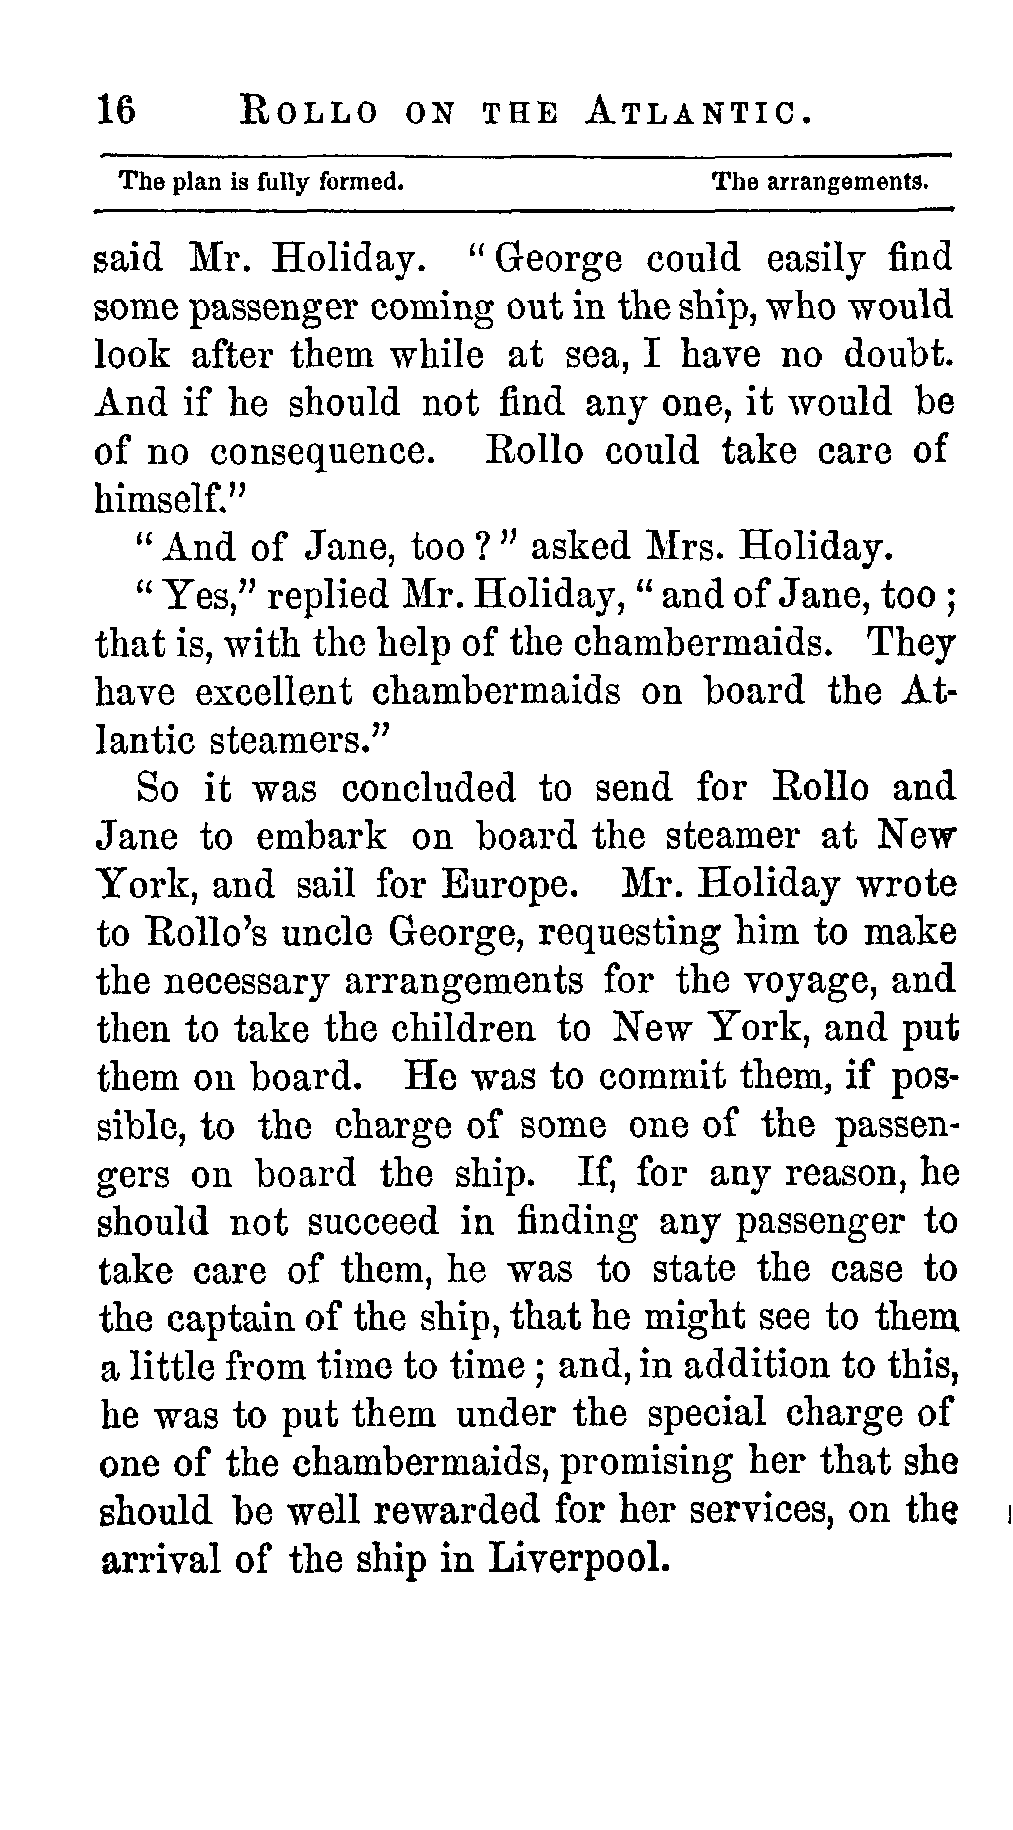 16 ROLLO ON THE ATLANTIC.
The plan is fully formed. The arrangements.
said Mr. Holiday. "George could easily find
some passenger coming out in the ship, who would
look after them while at sea, I have no doubt.
And if he should not find any one, it would be
of no consequence. Rollo could take care of
himself."
"And of Jane, too?" asked Mrs. Holiday.
"Yes," replied Mr. Holiday, "and of Jane, too;
that is, with the help of the chambermaids. They
have excellent chambermaids on board the At-
lantic steamers."
So it was concluded to send for Rollo and
Jane to embark on board the steamer at New
York, and sail for Europe. Mr. Holiday wrote
to Rollo's uncle George, requesting him to make
the necessary arrangements for the voyage, and
then to take the children to New York, and put
them on board. He was to commit them, if pos-
sible, to the charge of some one of the passen-
gers on board the ship. If, for any reason, he
should not succeed in finding any passenger to
take care of them, he was to state the case to
the captain of the ship, that he might see to them
a little from time to time; and, in addition to this,
he was to put them under the special charge of
one of the chambermaids, promising her that she
should be well rewarded for her services, on the
arrival of the ship in Liverpool.